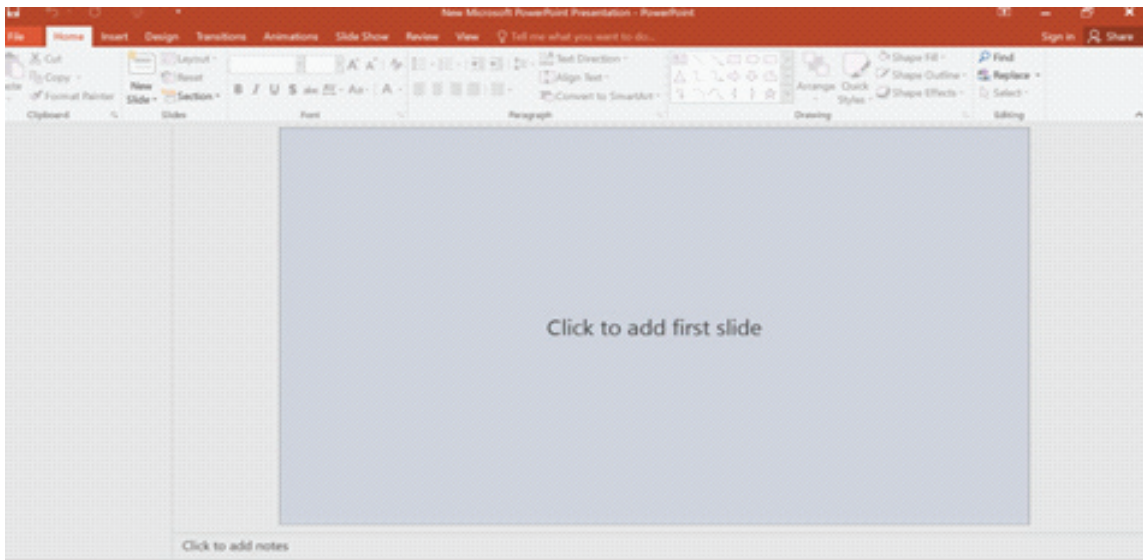 New Microsoft PowerPoint Presentation - PowerPoint
File Home Insert Design Transitions Animations Slide Show Review View Tell me what you want to do... Sign in Share
Cut
Copy
Format Painter
Clipboard
New
Slide
Layout
Reset
Section
Slides
B I U S abc AV Aa A
Font
Text Direction
Align Text
Convert to SmartArt
Paragraph
Arrange
Quick
Styles
Shape Fill
Shape Outline
Shape Effects
Drawing
Find
Replace
Select
Editing
Click to add first slide
Click to add notes